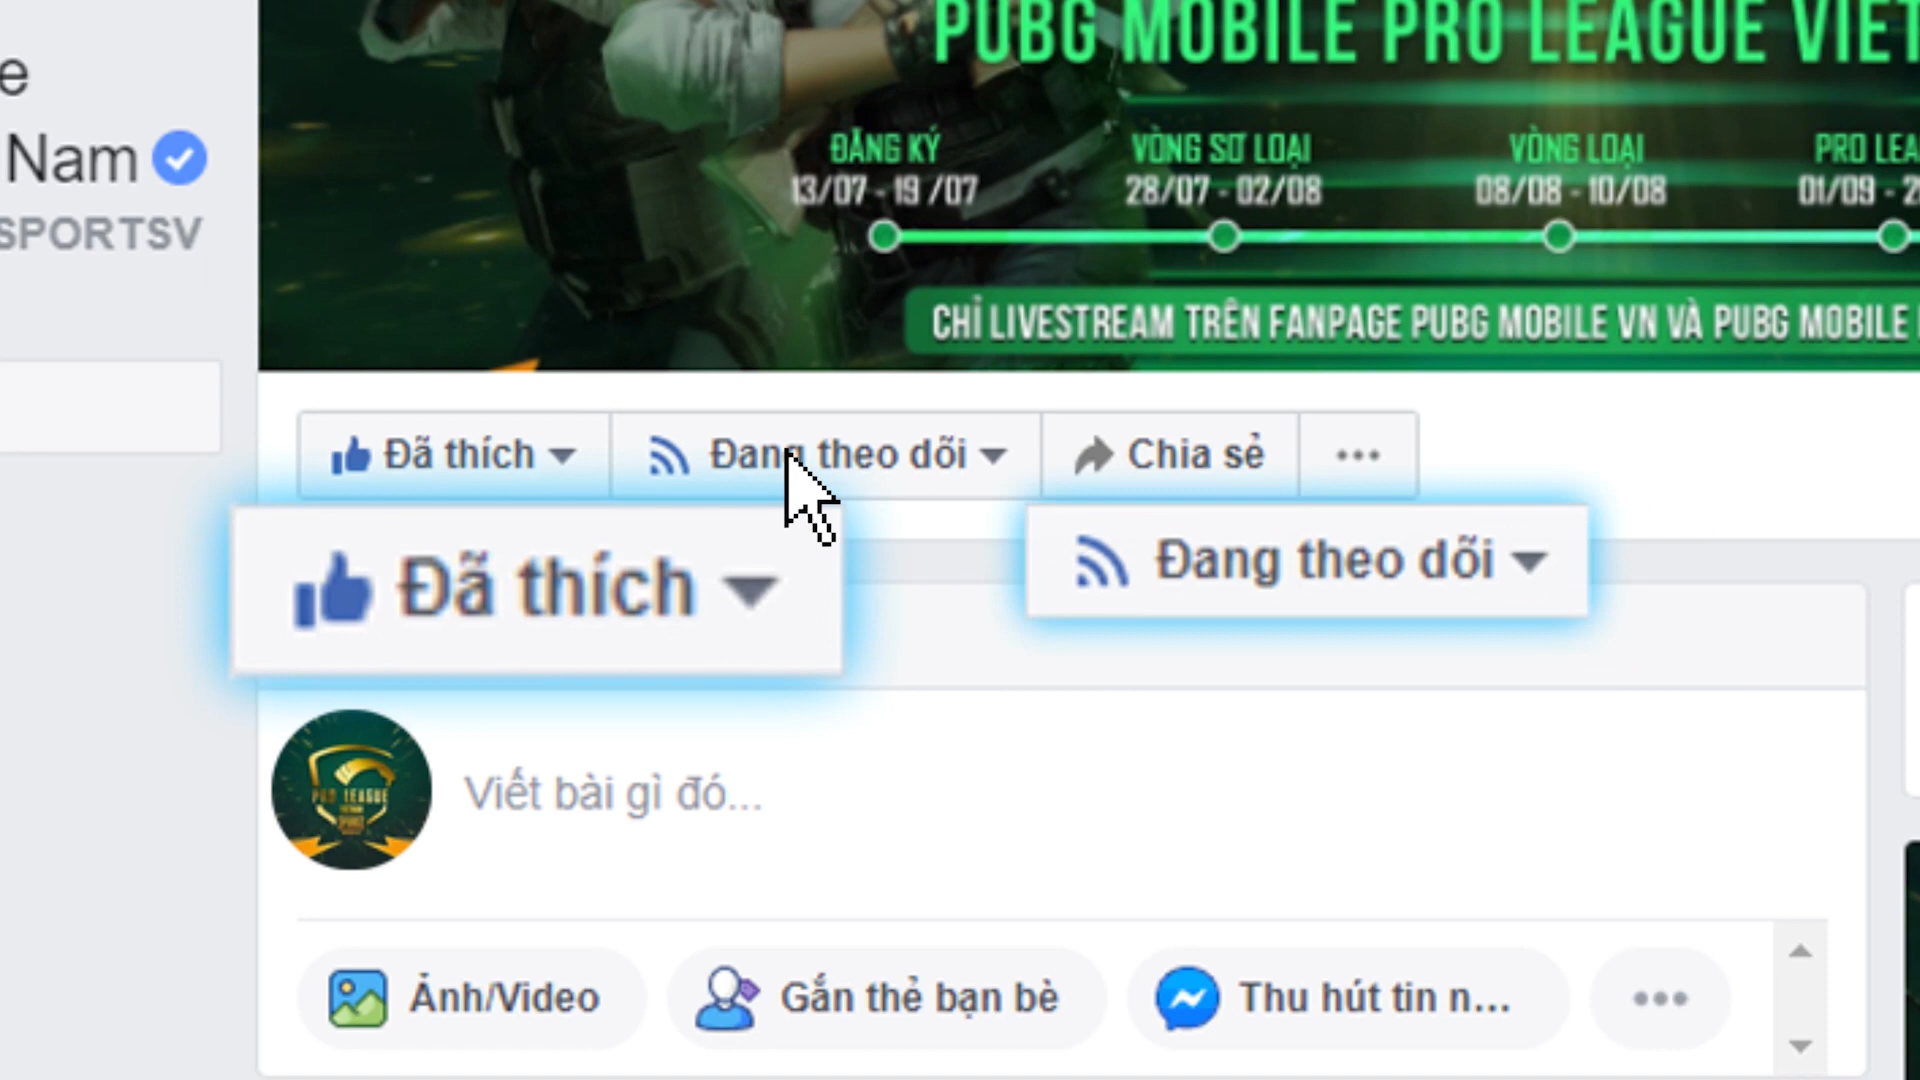 e
Nam
SPORTSV
PUBG MOBILE PRO LEAGUE VIET
ĐĂNG KÝ
13/07 - 19 /07
VÒNG SƠ LOẠI
28/07 - 02/08
VÒNG LOẠI
08/08 - 10/08
PRO LEA
01/09 - 2
CHỈ LIVESTREAM TRÊN FANPAGE PUBG MOBILE VN VÀ PUBG MOBILE
Đã thích
Đang theo dõi
Chia sẻ
Đã thích
Đang theo dõi
PRO LEAGUE
Viết bài gì đó...
Ảnh/Video
Gắn thẻ bạn bè
Thu hút tin n...